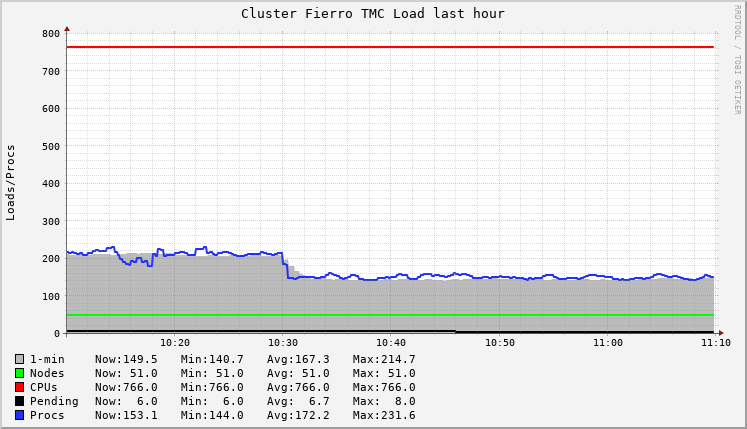 Cluster Fierro TMC Load last hour
RRDTOOL / TOBI OETIKER
Loads/Procs
800
700
600
500
400
300
200
100
0
10:20 10:30 10:40 10:50 11:00 11:10
1-min Now:149.5 Min:140.7 Avg:167.3 Max:214.7
Nodes Now: 51.0 Min: 51.0 Avg: 51.0 Max: 51.0
CPUs Now:766.0 Min:766.0 Avg:766.0 Max:766.0
Pending Now: 6.0 Min: 6.0 Avg: 6.7 Max: 8.0
Procs Now:153.1 Min:144.0 Avg:172.2 Max:231.6